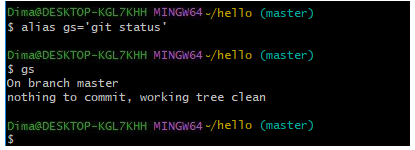 Dima@DESKTOP-KGL7KHH MINGW64 ~/hello (master)
$ alias gs='git status'
Dima@DESKTOP-KGL7KHH MINGW64 ~/hello (master)
$ gs
On branch master
nothing to commit, working tree clean
Dima@DESKTOP-KGL7KHH MINGW64 ~/hello (master)
$